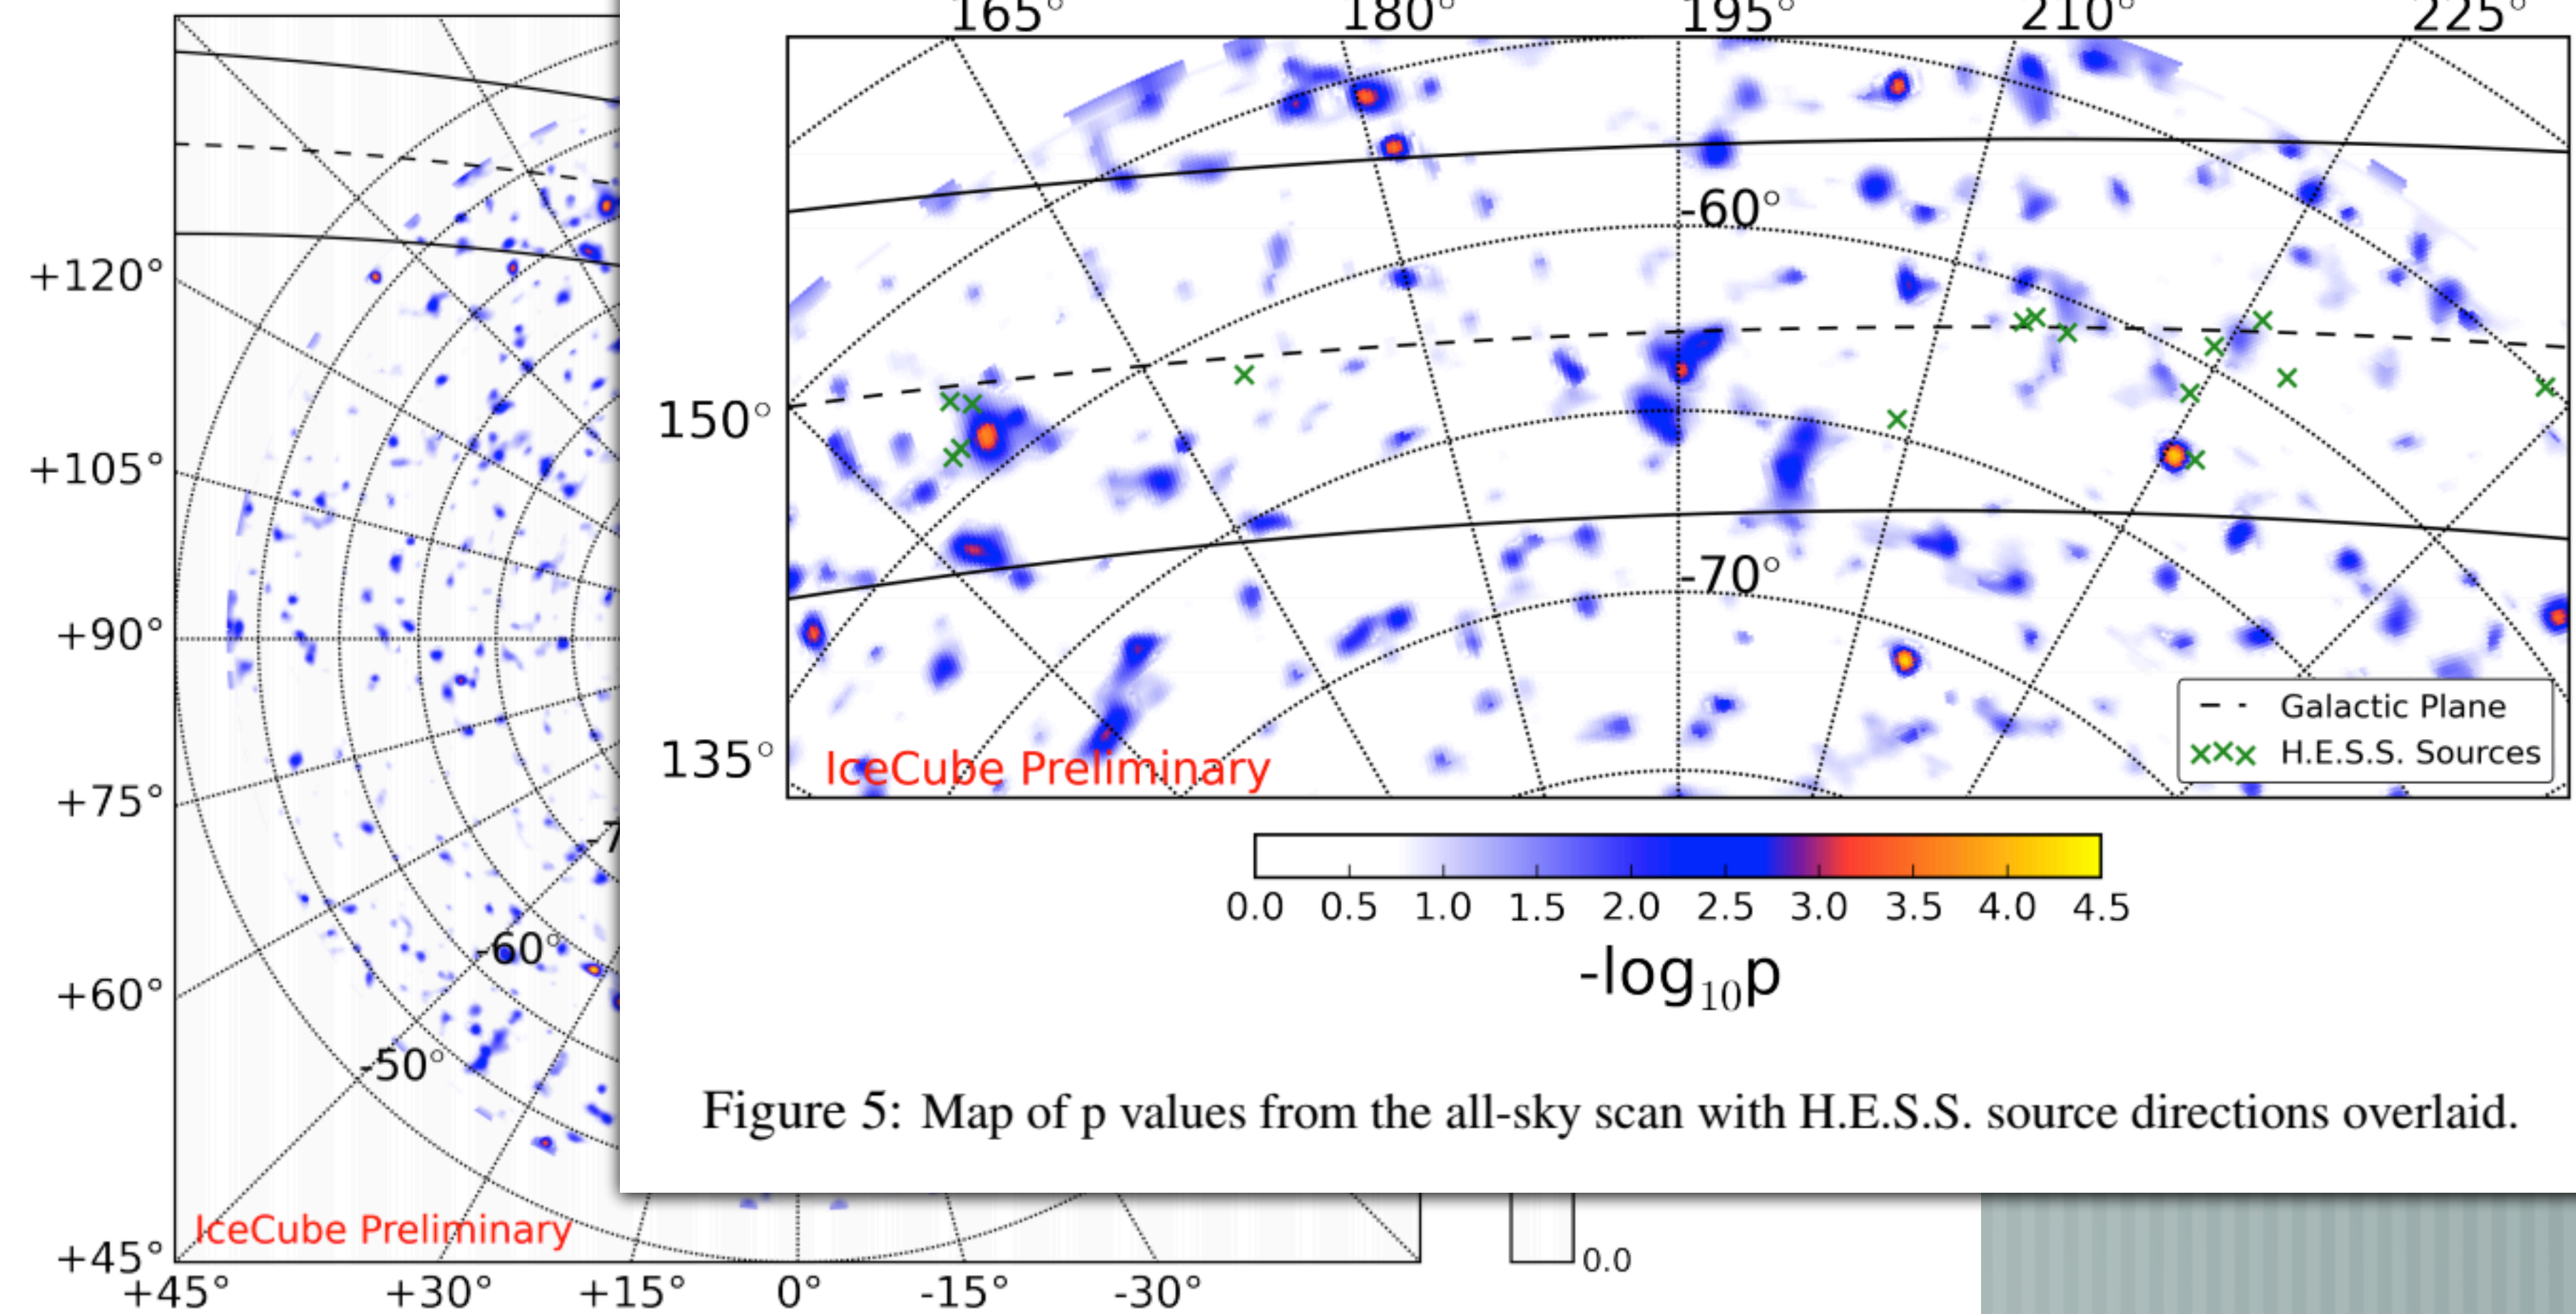 165° 180° 195° 210° 225°
-60°
+120°
150°
+105°
-70°
+90°
Galactic Plane
H.E.S.S. Sources
135°
IceCube Preliminary
+75°
-7
0.0 0.5 1.0 1.5 2.0 2.5 3.0 3.5 4.0 4.5
-log₁₀p
-60°
+60°
-50°
Figure 5: Map of p values from the all-sky scan with H.E.S.S. source directions overlaid.
IceCube Preliminary
+45°
0.0
+45° +30° +15° 0° -15° -30°